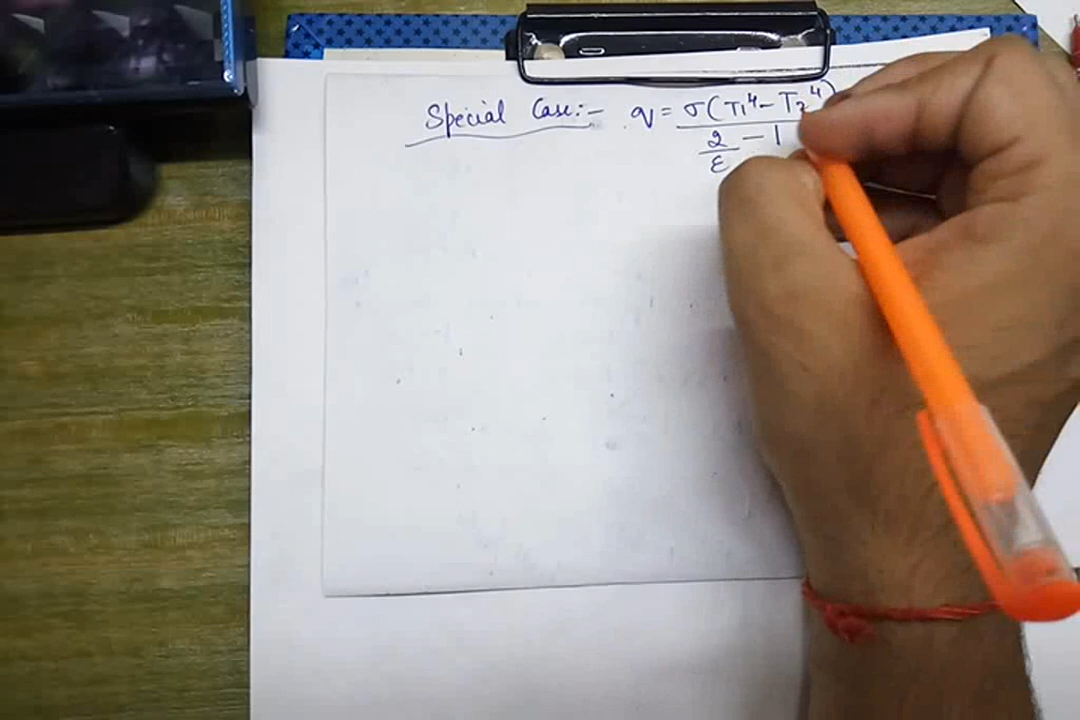 Special Case:- q = σ(T1⁴ - T2⁴)
2/ε - 1